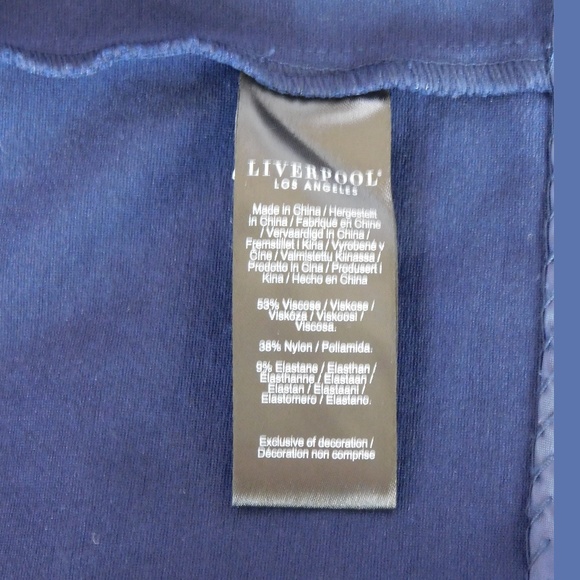 LIVERPOOL
LOS ANGELES
Made in China / Hergestellt
in China / Fabriqué en Chine
/ Vervaardigd in China /
Fremstillet i Kina / Vyrobené v
Číne / Valmistettu Kiinassa /
Prodotto in Cina / Produsert i
Kina / Hecho en China
53% Viscose / Viskose /
Viskóza / Viskoosi /
Viscosa.
38% Nylon / Poliamida.
9% Elastane / Elasthan /
Élasthanne / Elastaan /
Elastan / Elastaani /
Elastomero / Elastano.
Exclusive of decoration /
Décoration non comprise